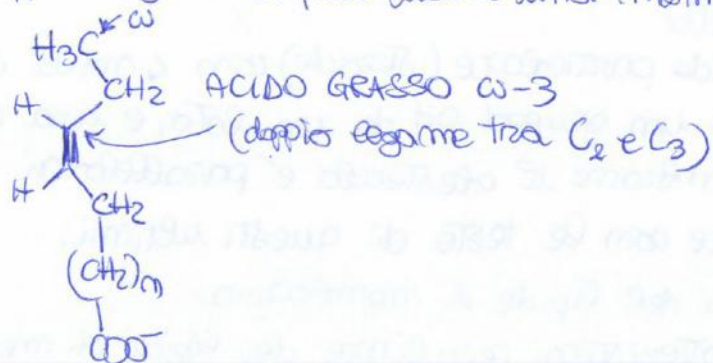 ω
H3C
CH2 ACIDO GRASSO ω-3
H
(doppio legame tra C2 e C3)
H
CH2
(CH2)n
COO-